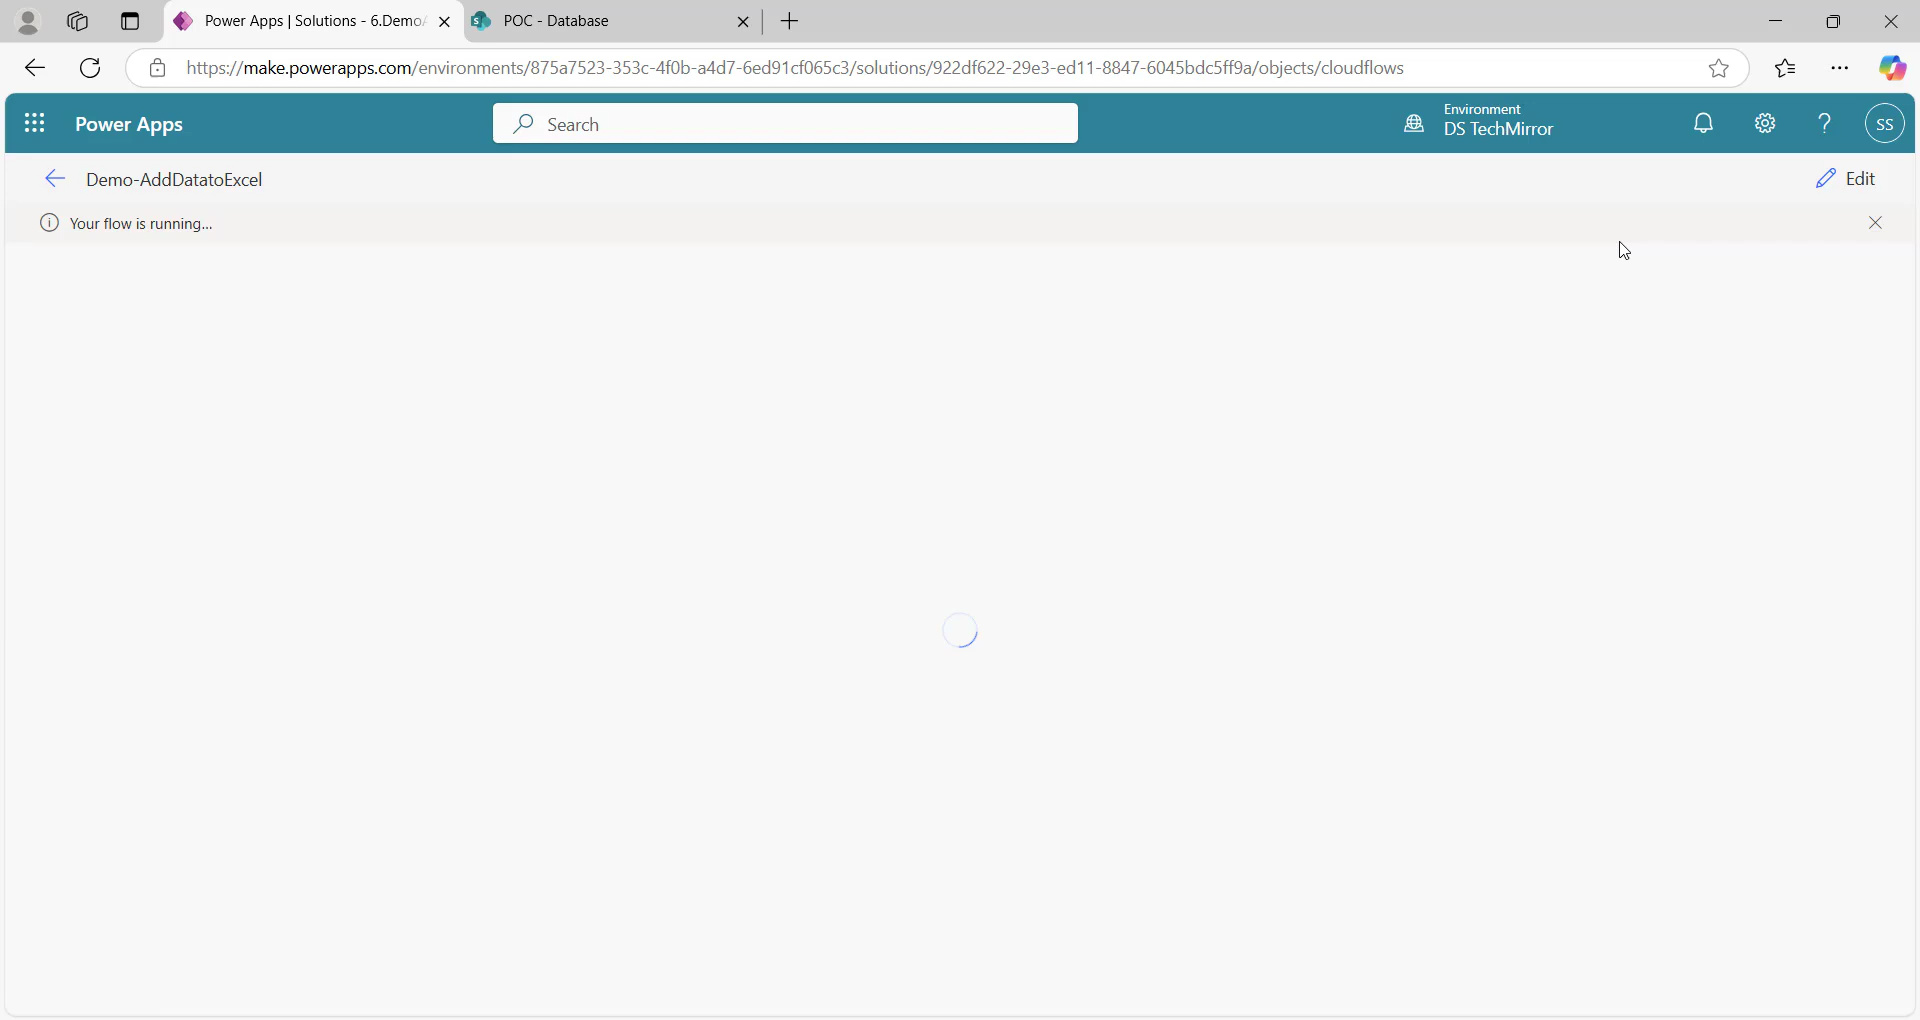 Power Apps | Solutions - 6.Demo
POC - Database
https://make.powerapps.com/environments/875a7523-353c-4f0b-a4d7-6ed91cf065c3/solutions/922df622-29e3-ed11-8847-6045bdc5ff9a/objects/cloudflows
Power Apps
Search
Environment
DS TechMirror
SS
Demo-AddDatatoExcel
Edit
Your flow is running...